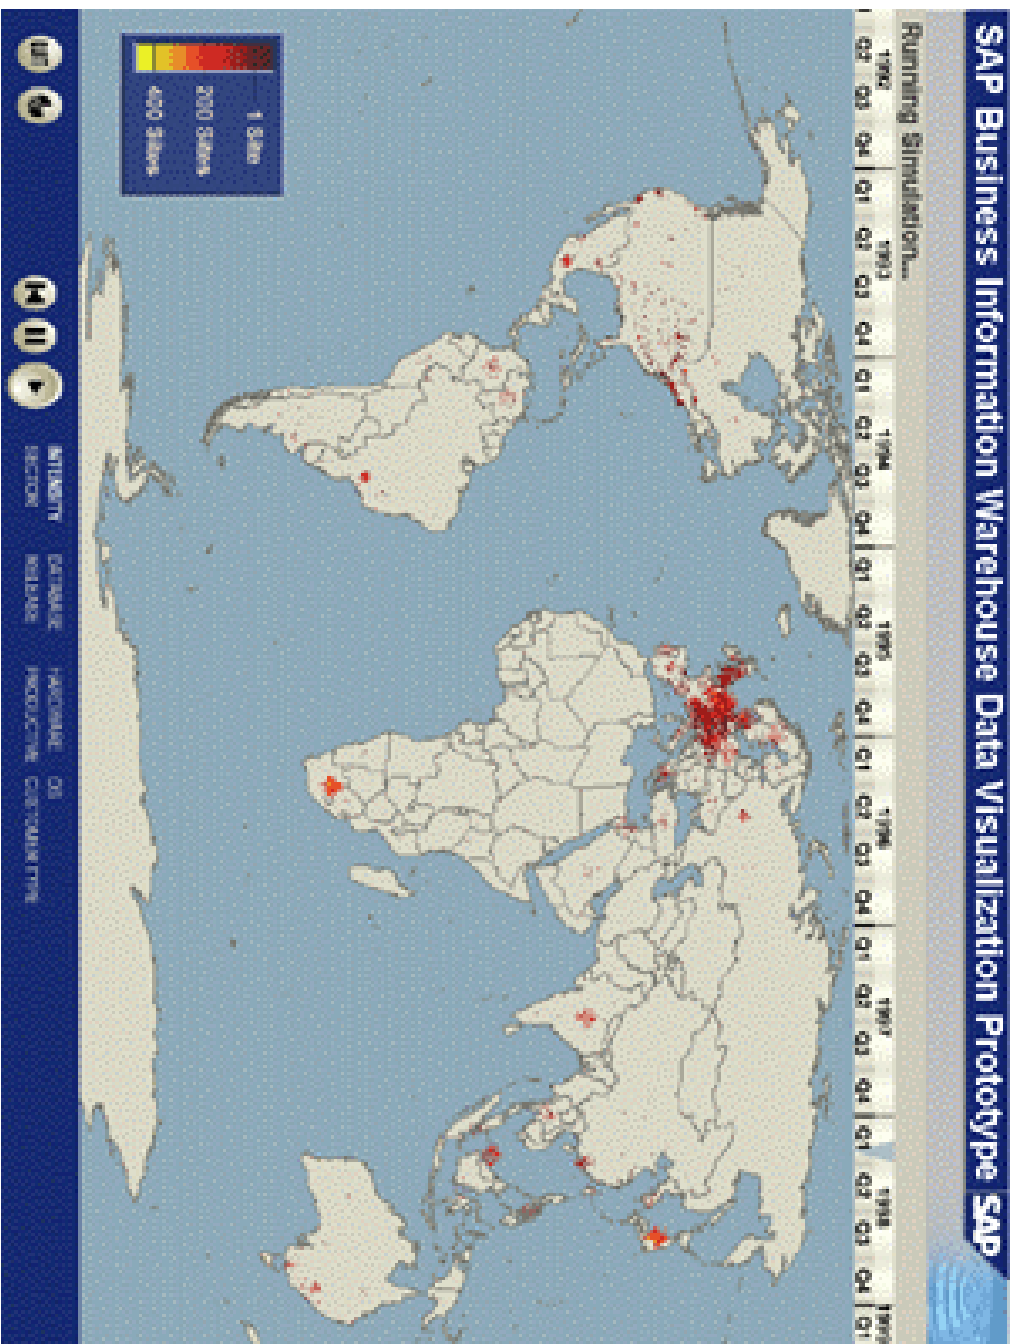 SAP Business Information Warehouse Data Visualization Prototype SAP
Running Simulation...
1992 1993 1994 1995 1996 1997 1998
Q2 Q3 Q4 Q1 Q2 Q3 Q4 Q1 Q2 Q3 Q4 Q1 Q2 Q3 Q4 Q1 Q2 Q3 Q4 Q1 Q2 Q3 Q4 Q1 Q2 Q3 Q4 Q1
1 Site
200 Sites
400 Sites
INTENSITY DATABASE HARDWARE OS
SECTOR RELEASE PRODUCTIVE CUSTOMER TYPE